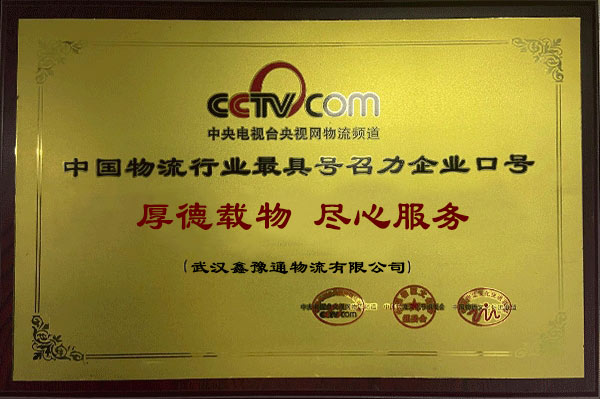 CCTV.com
中央电视台央视网物流频道
中国物流行业最具号召力企业口号
厚德载物 尽心服务
(武汉鑫豫通物流有限公司)